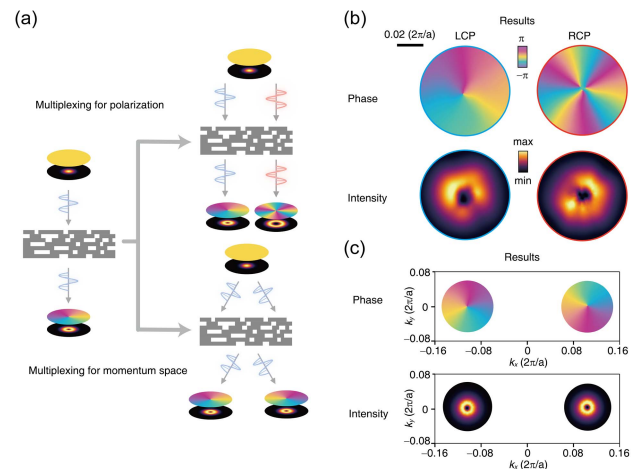 (a)
Multiplexing for polarization
Multiplexing for momentum space
(b)
Results
0.02 (2π/a)
LCP
π
−π
RCP
Phase
max
min
Intensity
(c)
Results
Phase
0.08
0
−0.08
k_y (2π/a)
−0.16
−0.08
0
0.08
0.16
k_x (2π/a)
Intensity
0.08
0
−0.08
k_y (2π/a)
−0.16
−0.08
0
0.08
0.16
k_x (2π/a)